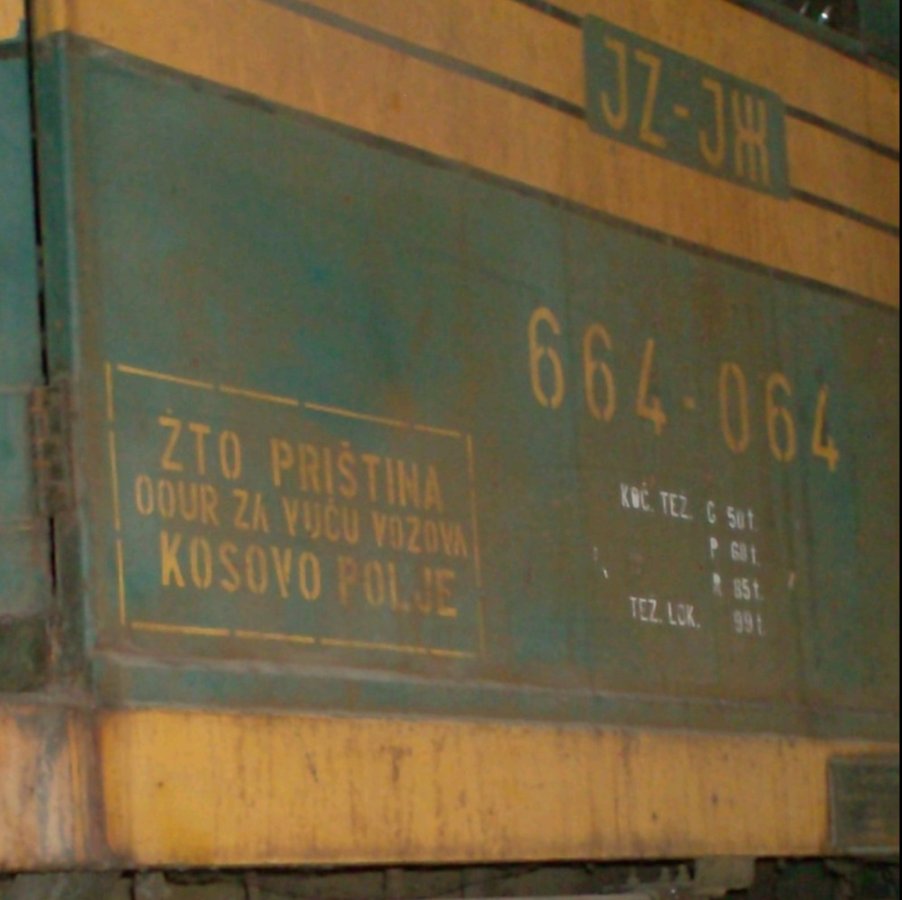 JZ-JЖ
664-064
ŽTO PRIŠTINA
OOUR ZA VUČU VOZOVA
KOSOVO POLJE
KOČ. TEŽ. G 50 t.
P 60 t.
R 85 t.
TEŽ. LOK. 99 t.